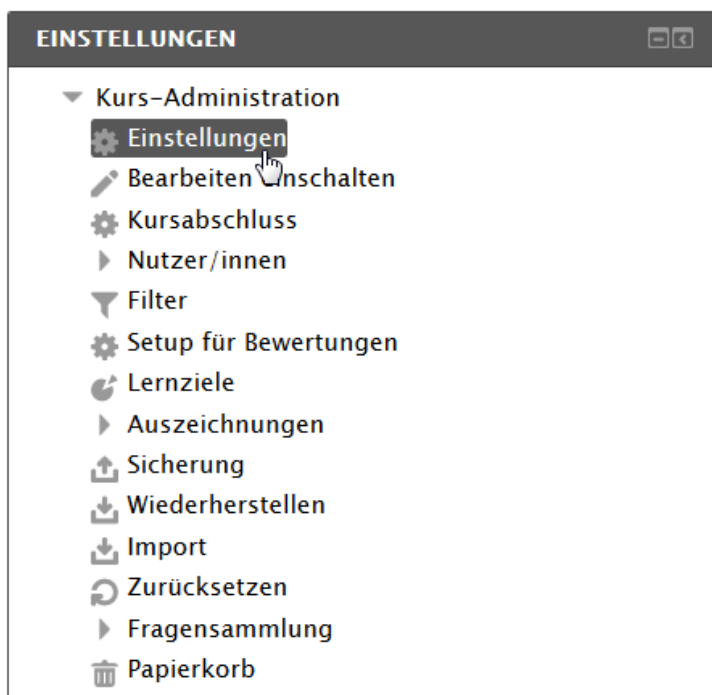 EINSTELLUNGEN
Kurs-Administration
Einstellungen
Bearbeiten einschalten
Kursabschluss
Nutzer/innen
Filter
Setup für Bewertungen
Lernziele
Auszeichnungen
Sicherung
Wiederherstellen
Import
Zurücksetzen
Fragensammlung
Papierkorb